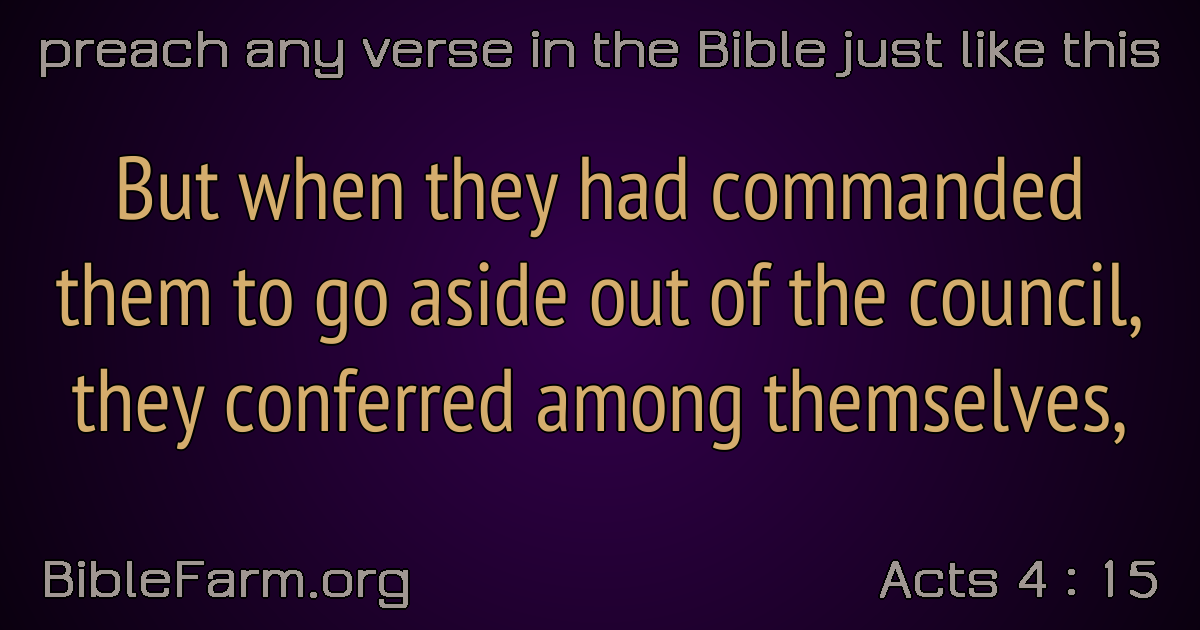 preach any verse in the Bible just like this
But when they had commanded
them to go aside out of the council,
they conferred among themselves,
BibleFarm.org
Acts 4 : 15